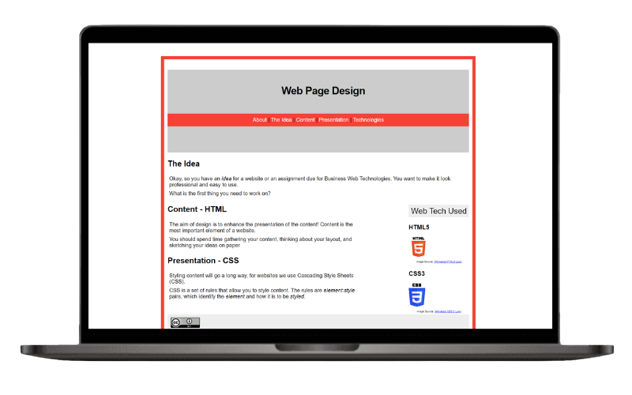 Web Page Design
About | The Idea | Content | Presentation | Technologies
The Idea
Okay, so you have an idea for a website or an assignment due for Business Web Technologies. You want to make it look
professional and easy to use.
What is the first thing you need to work on?
Content - HTML
The aim of design is to enhance the presentation of the content! Content is the
most important element of a website.
You should spend time gathering your content, thinking about your layout, and
sketching your ideas on paper
Presentation - CSS
Styling content will go a long way, for websites we use Cascading Style Sheets
(CSS).
CSS is a set of rules that allow you to style content. The rules are element:style
pairs, which identify the element and how it is to be styled.
Web Tech Used
HTML5
HTML
5
CSS3
CSS
3
cc